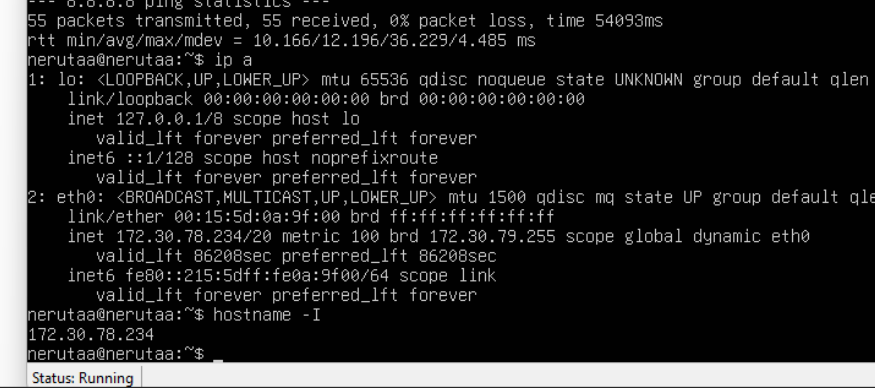 --- 8.8.8.8 ping statistics ---
55 packets transmitted, 55 received, 0% packet loss, time 54093ms
rtt min/avg/max/mdev = 10.166/12.196/36.229/4.485 ms
nerutaa@nerutaa:~$ ip a
1: lo: <LOOPBACK,UP,LOWER_UP> mtu 65536 qdisc noqueue state UNKNOWN group default qlen
link/loopback 00:00:00:00:00:00 brd 00:00:00:00:00:00
inet 127.0.0.1/8 scope host lo
valid_lft forever preferred_lft forever
inet6 ::1/128 scope host noprefixroute
valid_lft forever preferred_lft forever
2: eth0: <BROADCAST,MULTICAST,UP,LOWER_UP> mtu 1500 qdisc mq state UP group default qle
link/ether 00:15:5d:0a:9f:00 brd ff:ff:ff:ff:ff:ff
inet 172.30.78.234/20 metric 100 brd 172.30.79.255 scope global dynamic eth0
valid_lft 86208sec preferred_lft 86208sec
inet6 fe80::215:5dff:fe0a:9f00/64 scope link
valid_lft forever preferred_lft forever
nerutaa@nerutaa:~$ hostname -I
172.30.78.234
nerutaa@nerutaa:~$ _
Status: Running